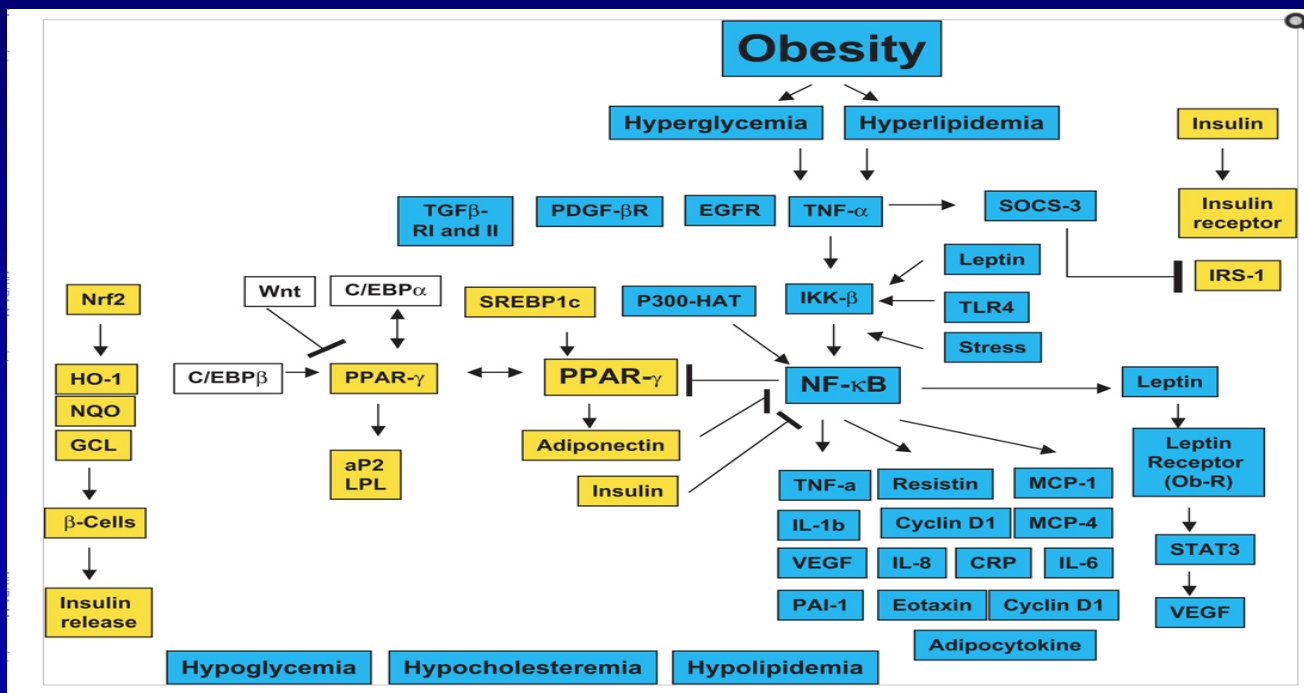 Obesity
Hyperglycemia
Hyperlipidemia
Insulin
TGFβ-
RI and II
PDGF-βR
EGFR
TNF-α
SOCS-3
Insulin
receptor
Leptin
IRS-1
Nrf2
Wnt
C/EBPα
SREBP1c
P300-HAT
IKK-β
TLR4
Stress
HO-1
C/EBPβ
PPAR-γ
PPAR-γ
NF-κB
Leptin
NQO
GCL
Adiponectin
Leptin
Receptor
(Ob-R)
aP2
LPL
Insulin
TNF-a
Resistin
MCP-1
β-Cells
IL-1b
Cyclin D1
MCP-4
STAT3
VEGF
IL-8
CRP
IL-6
Insulin
release
PAI-1
Eotaxin
Cyclin D1
VEGF
Adipocytokine
Hypoglycemia
Hypocholesteremia
Hypolipidemia